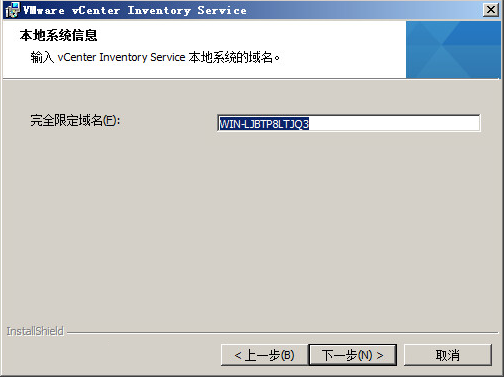 VMware vCenter Inventory Service
本地系统信息
输入 vCenter Inventory Service 本地系统的域名。
完全限定域名(F):
WIN-LJBTP8LTJQ3
InstallShield
< 上一步(B)
下一步(N) >
取消